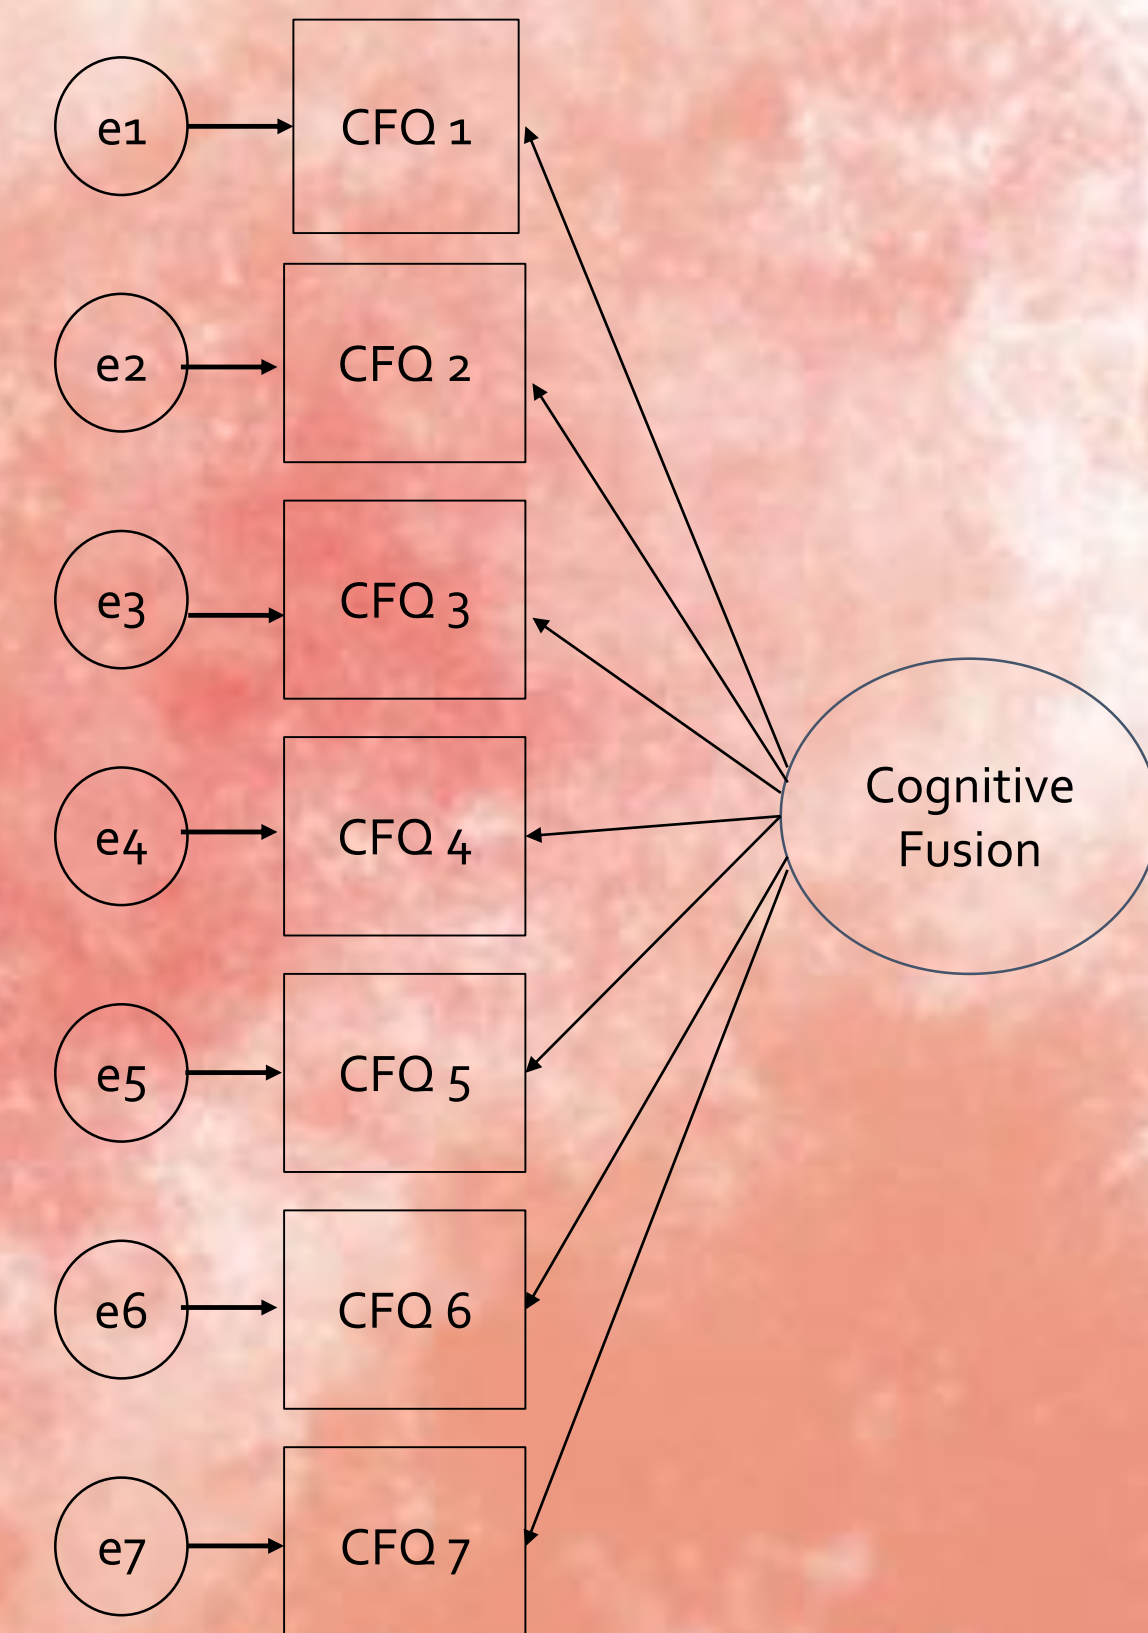 e1
CFQ 1
e2
CFQ 2
e3
CFQ 3
Cognitive
Fusion
e4
CFQ 4
e5
CFQ 5
e6
CFQ 6
e7
CFQ 7